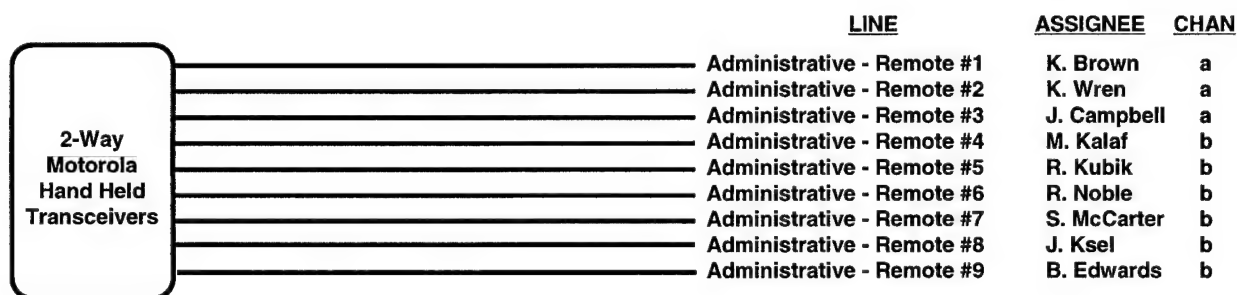 LINE ASSIGNEE CHAN
Administrative - Remote #1 K. Brown a
Administrative - Remote #2 K. Wren a
Administrative - Remote #3 J. Campbell a
Administrative - Remote #4 M. Kalaf b
Administrative - Remote #5 R. Kubik b
Administrative - Remote #6 R. Noble b
Administrative - Remote #7 S. McCarter b
Administrative - Remote #8 J. Ksel b
Administrative - Remote #9 B. Edwards b
2-Way
Motorola
Hand Held
Transceivers